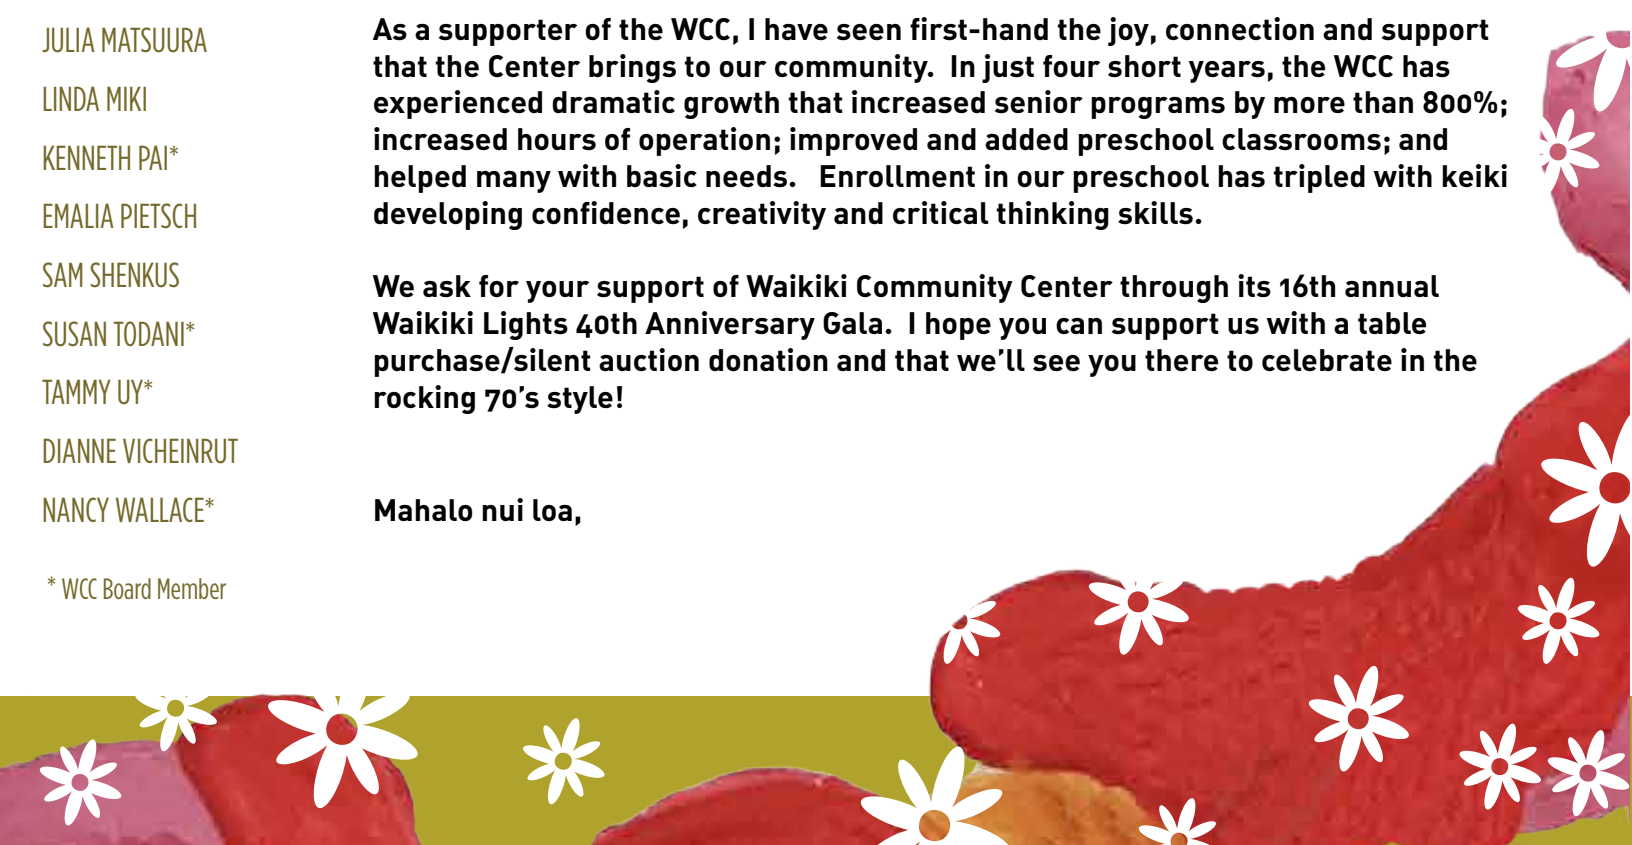 JULIA MATSUURA
LINDA MIKI
KENNETH PAI*
EMALIA PIETSCH
SAM SHENKUS
SUSAN TODANI*
TAMMY UY*
DIANNE VICHEINRUT
NANCY WALLACE*
* WCC Board Member
As a supporter of the WCC, I have seen first-hand the joy, connection and support
that the Center brings to our community.  In just four short years, the WCC has
experienced dramatic growth that increased senior programs by more than 800%;
increased hours of operation; improved and added preschool classrooms; and
helped many with basic needs.   Enrollment in our preschool has tripled with keiki
developing confidence, creativity and critical thinking skills.
We ask for your support of Waikiki Community Center through its 16th annual
Waikiki Lights 40th Anniversary Gala.  I hope you can support us with a table
purchase/silent auction donation and that we’ll see you there to celebrate in the
rocking 70’s style!
Mahalo nui loa,